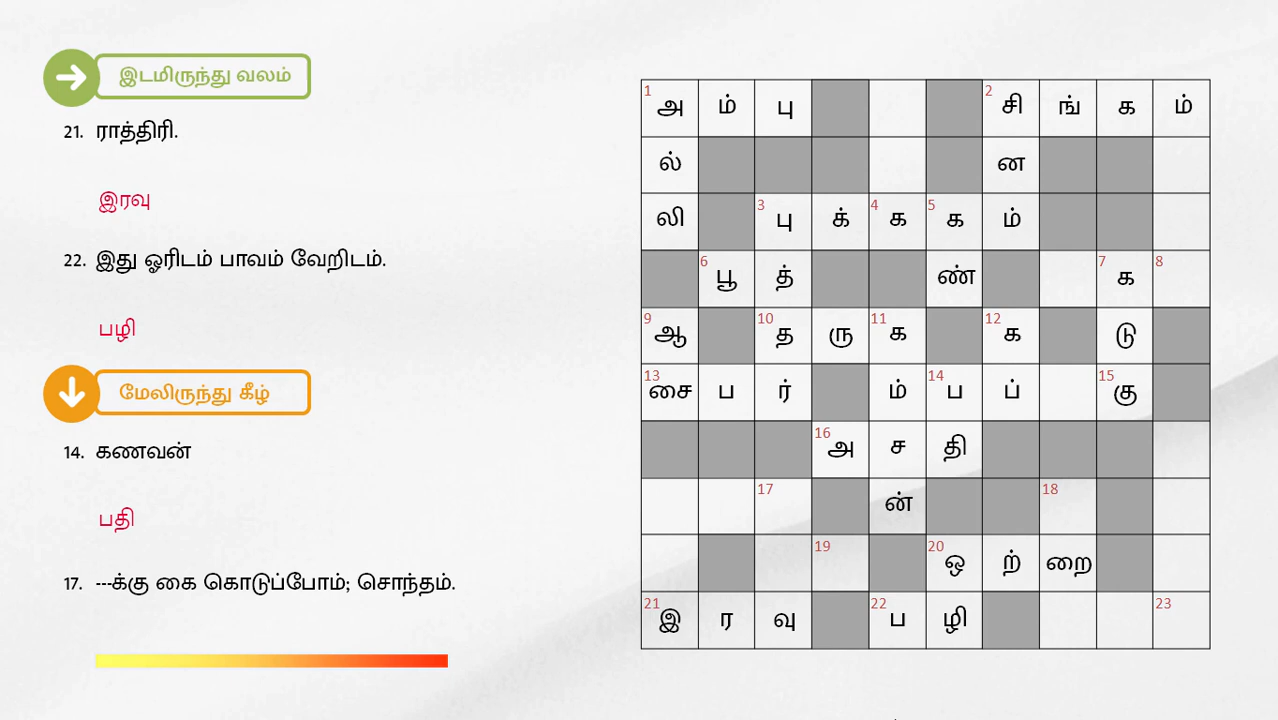 இடமிருந்து வலம்
21. ராத்திரி.
இரவு
22. இது ஓரிடம் பாவம் வேறிடம்.
பழி
மேலிருந்து கீழ்
14. கணவன்
பதி
17. ---க்கு கை கொடுப்போம்; சொந்தம்.
1 அ ம் பு 2 சி ங் க ம்
ல் ன
லி 3 பு க் 4 க 5 க ம்
6 பூ த் ண் 7 க 8
9 ஆ 10 த ரு 11 க 12 க டு
13 சை ப ர் ம் 14 ப ப் 15 கு
16 அ ச தி
17 ன் 18
19 20 ஒ ற் றை
21 இ ர வு 22 ப ழி 23